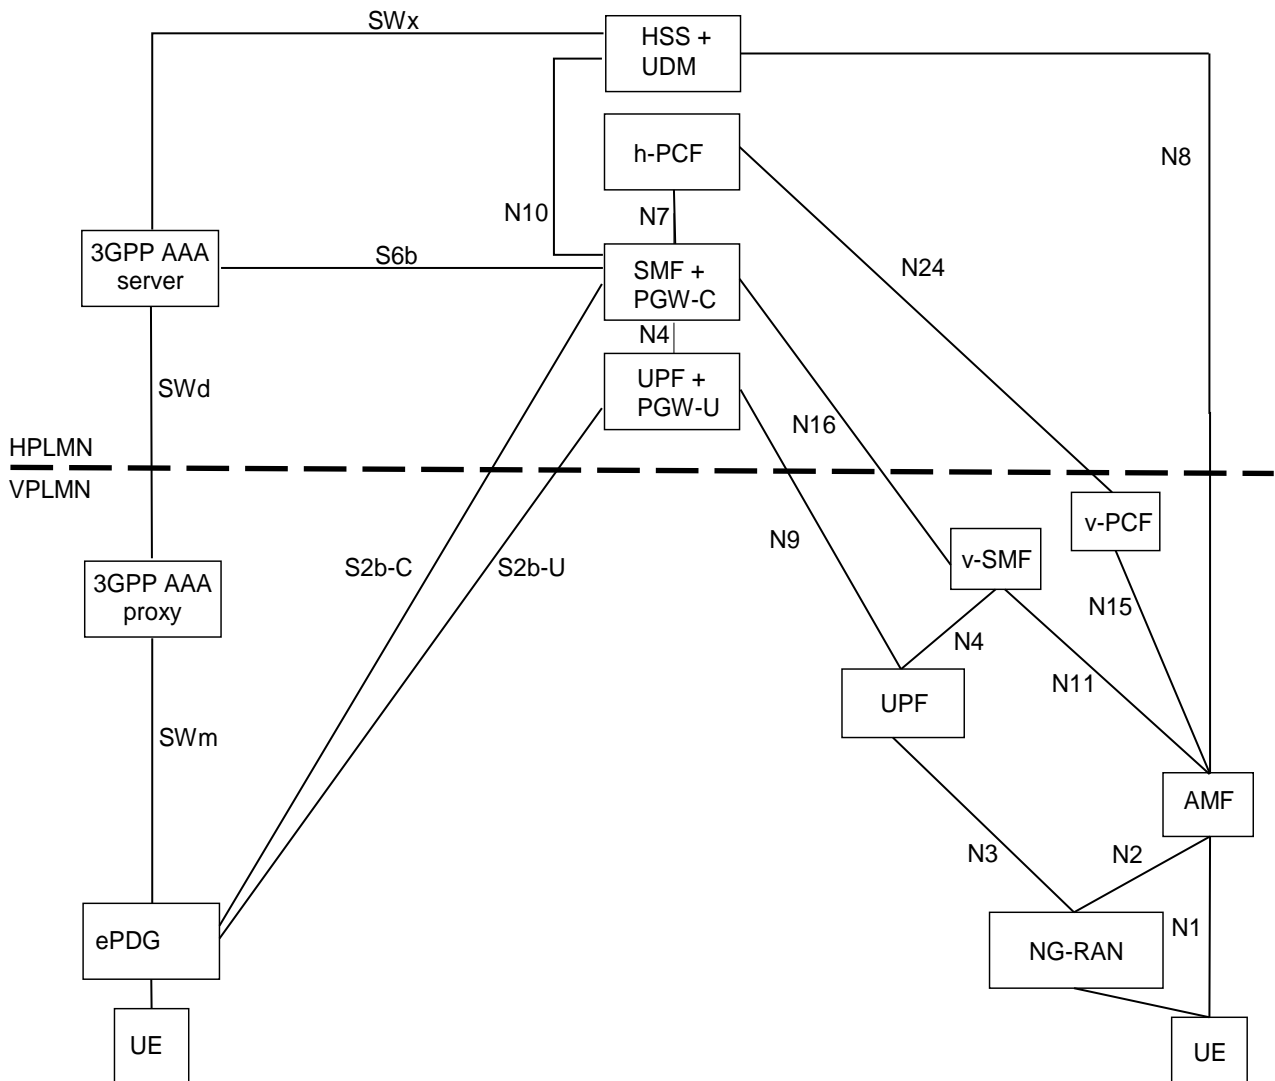 SWx
HSS +
UDM
h-PCF
N8
N10
N7
3GPP AAA
server
S6b
SMF +
PGW-C
N24
N4
SWd
UPF +
PGW-U
N16
HPLMN
VPLMN
v-PCF
N9
v-SMF
S2b-C
S2b-U
3GPP AAA
proxy
N15
N4
N11
UPF
SWm
AMF
N3
N2
N1
ePDG
NG-RAN
UE
UE